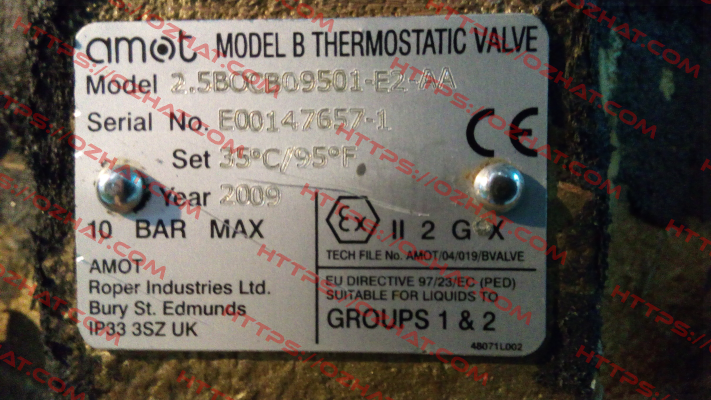 amot MODEL B THERMOSTATIC VALVE
Model 2.5BOCB09501-E2-AA
Serial No. E00147657-1
Set 35°C/95°F
Year 2009
10 BAR MAX
AMOT
Roper Industries Ltd.
Bury St. Edmunds
IP33 3SZ UK
CE
Ex II 2 G X
TECH FILE No. AMOT/04/019/BVALVE
EU DIRECTIVE 97/23/EC (PED)
SUITABLE FOR LIQUIDS TO
GROUPS 1 & 2
48071L002
HTTPS://OZHAT.COM